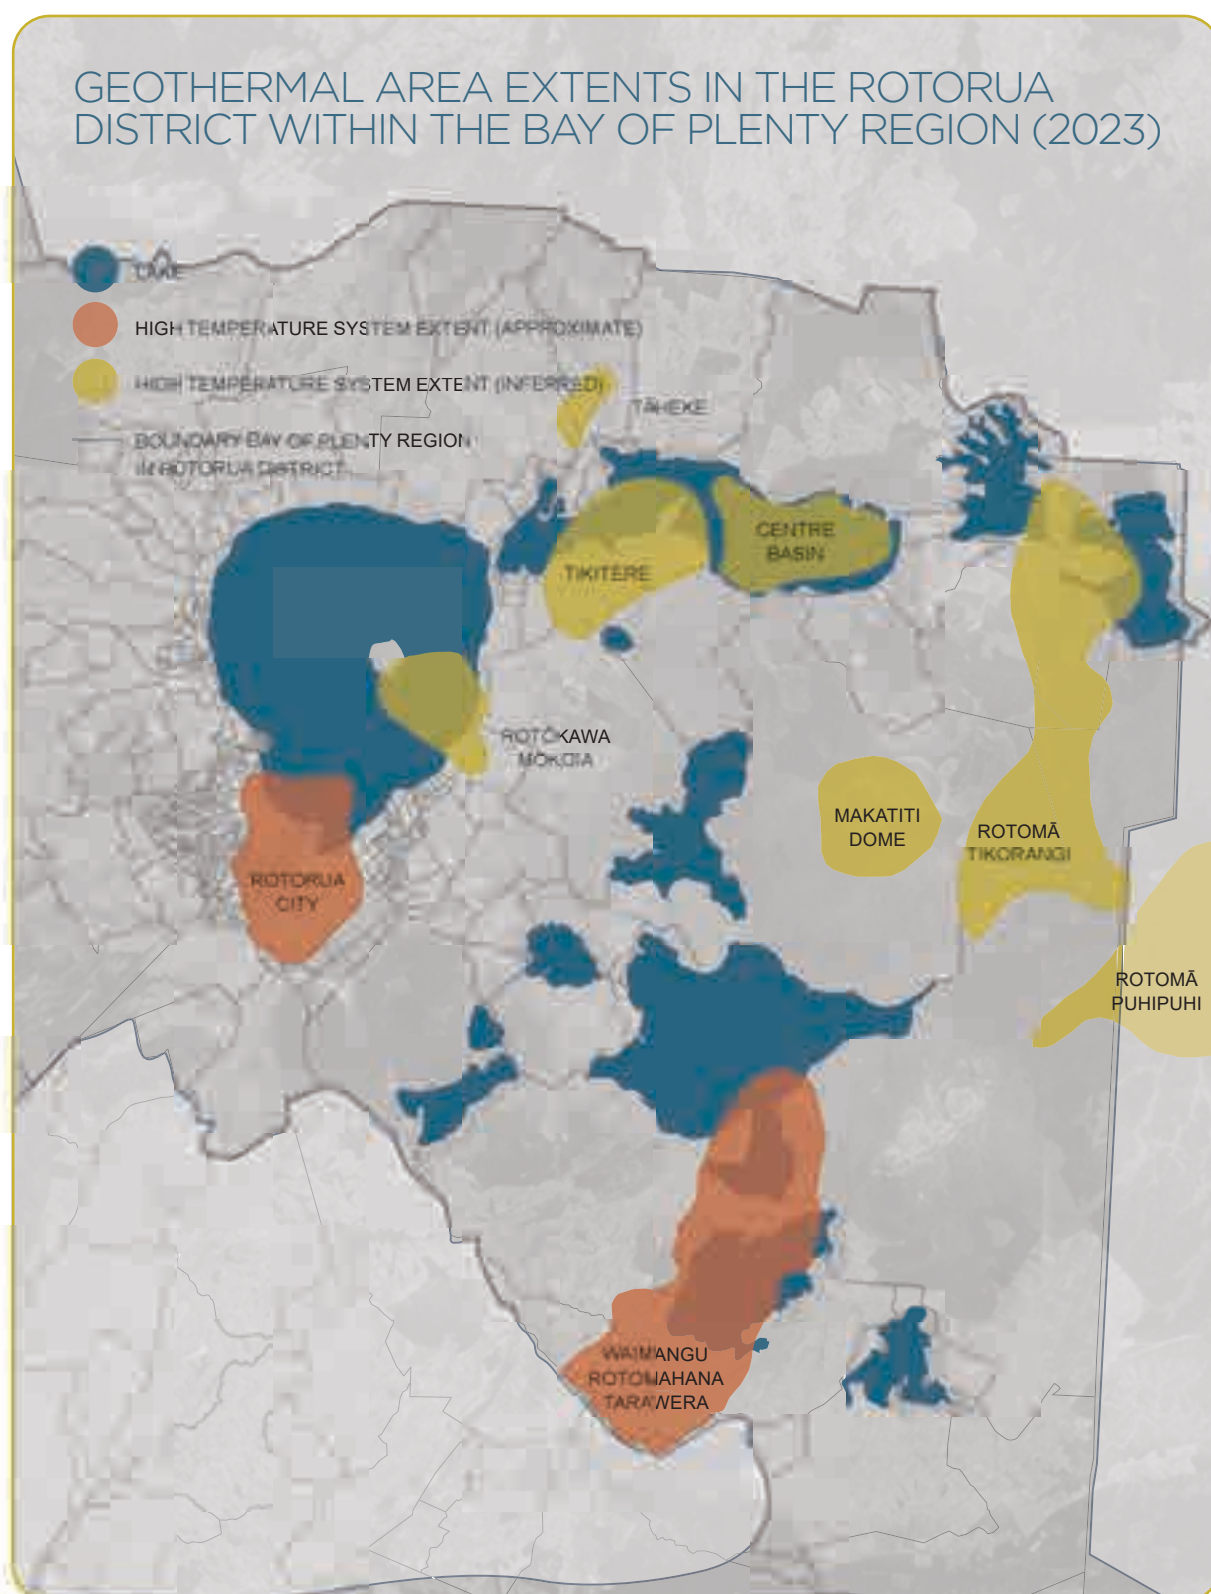 GEOTHERMAL AREA EXTENTS IN THE ROTORUA
DISTRICT WITHIN THE BAY OF PLENTY REGION (2023)
LAKE
HIGH TEMPERATURE SYSTEM EXTENT (APPROXIMATE)
HIGH TEMPERATURE SYSTEM EXTENT (INFERRED)
BOUNDARY BAY OF PLENTY REGION
IN ROTORUA DISTRICT
TĀHEKE
CENTRE
BASIN
TIKITERE
ROTOKAWA
MOKOIA
MAKATITI
DOME
ROTOMĀ
TIKORANGI
ROTORUA
CITY
ROTOMĀ
PUHIPUHI
WAIMANGU
ROTOMAHANA
TARAWERA